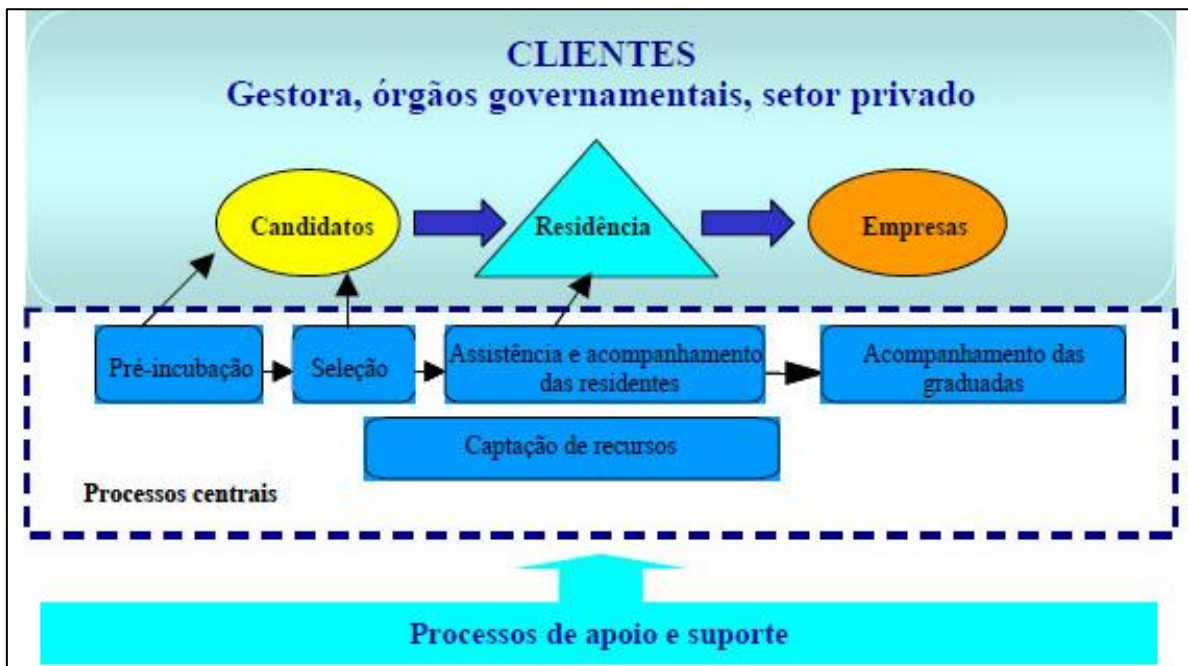 CLIENTES
Gestora, órgãos governamentais, setor privado
Candidatos
Residência
Empresas
Pré-incubação
Seleção
Assistência e acompanhamento
das residentes
Acompanhamento das
graduadas
Captação de recursos
Processos centrais
Processos de apoio e suporte